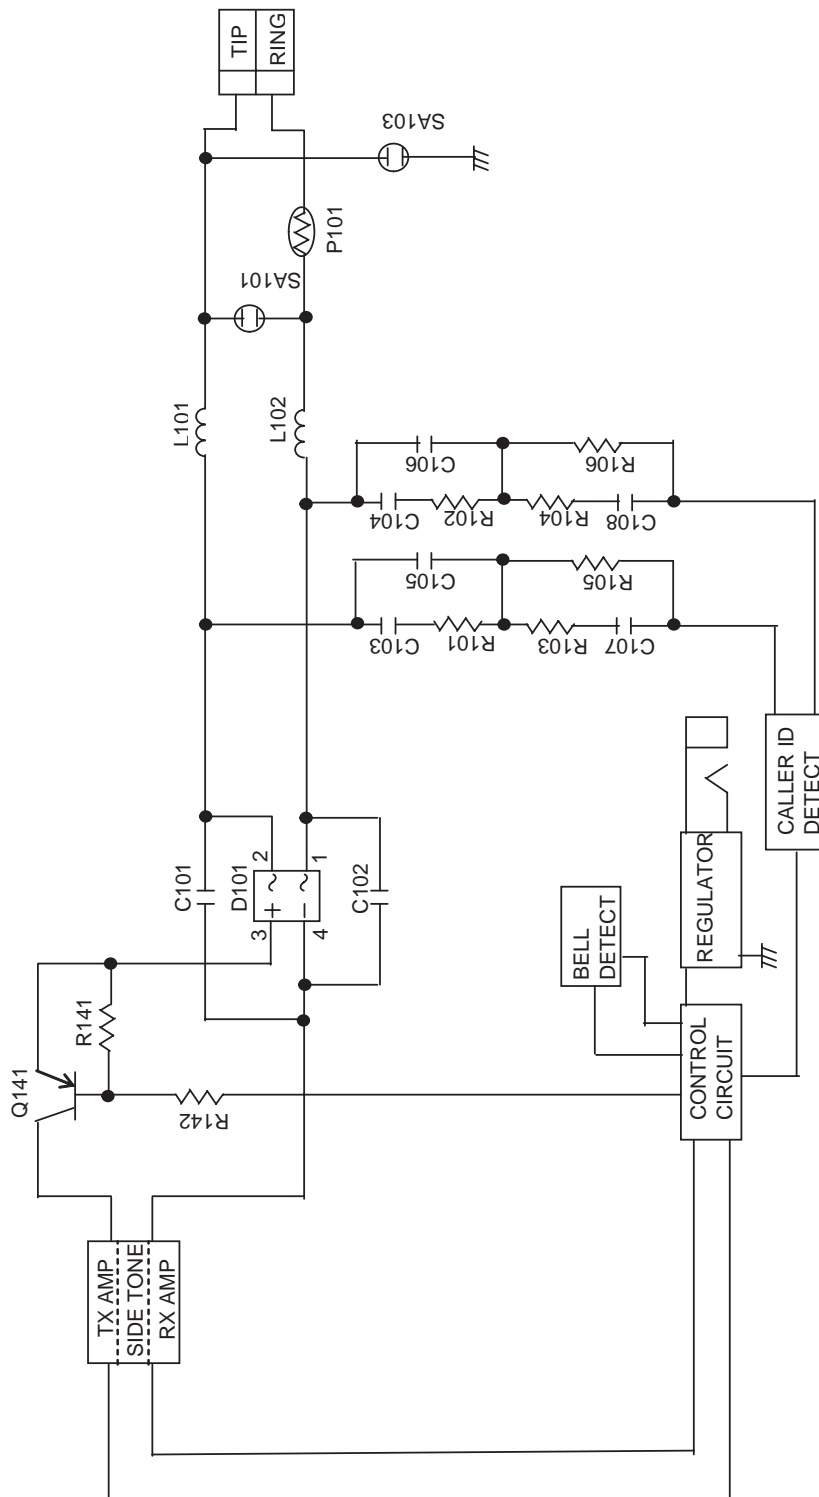 TIP
RING
SA103
P101
SA101
L101
L102
C106
R106
C104
R102
R104
C108
C105
R105
C103
R101
R103
C107
CALLER ID
DETECT
REGULATOR
BELL
DETECT
CONTROL
CIRCUIT
C101
D101
2
1
~
~
+
–
3
4
C102
R141
Q141
R142
TX AMP
SIDE TONE
RX AMP